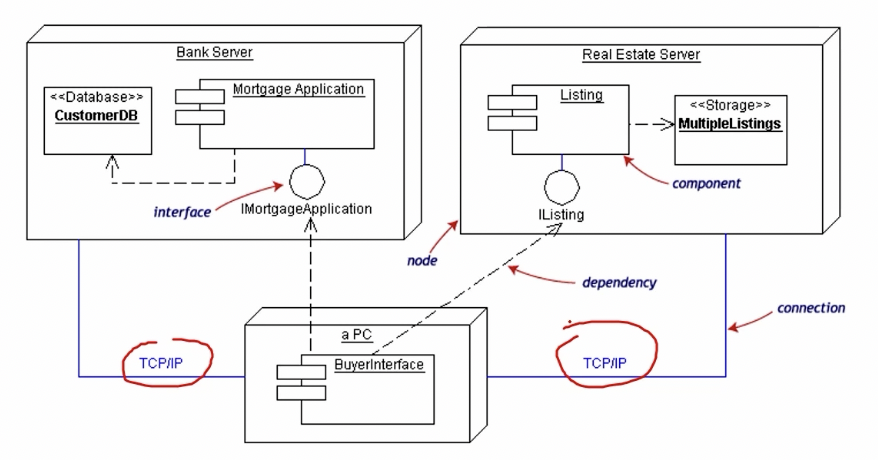 Bank Server
Real Estate Server
<<Database>>
CustomerDB
Mortgage Application
Listing
<<Storage>>
MultipleListings
component
interface
IMortgageApplication
IListing
node
dependency
connection
a PC
TCP/IP
BuyerInterface
TCP/IP